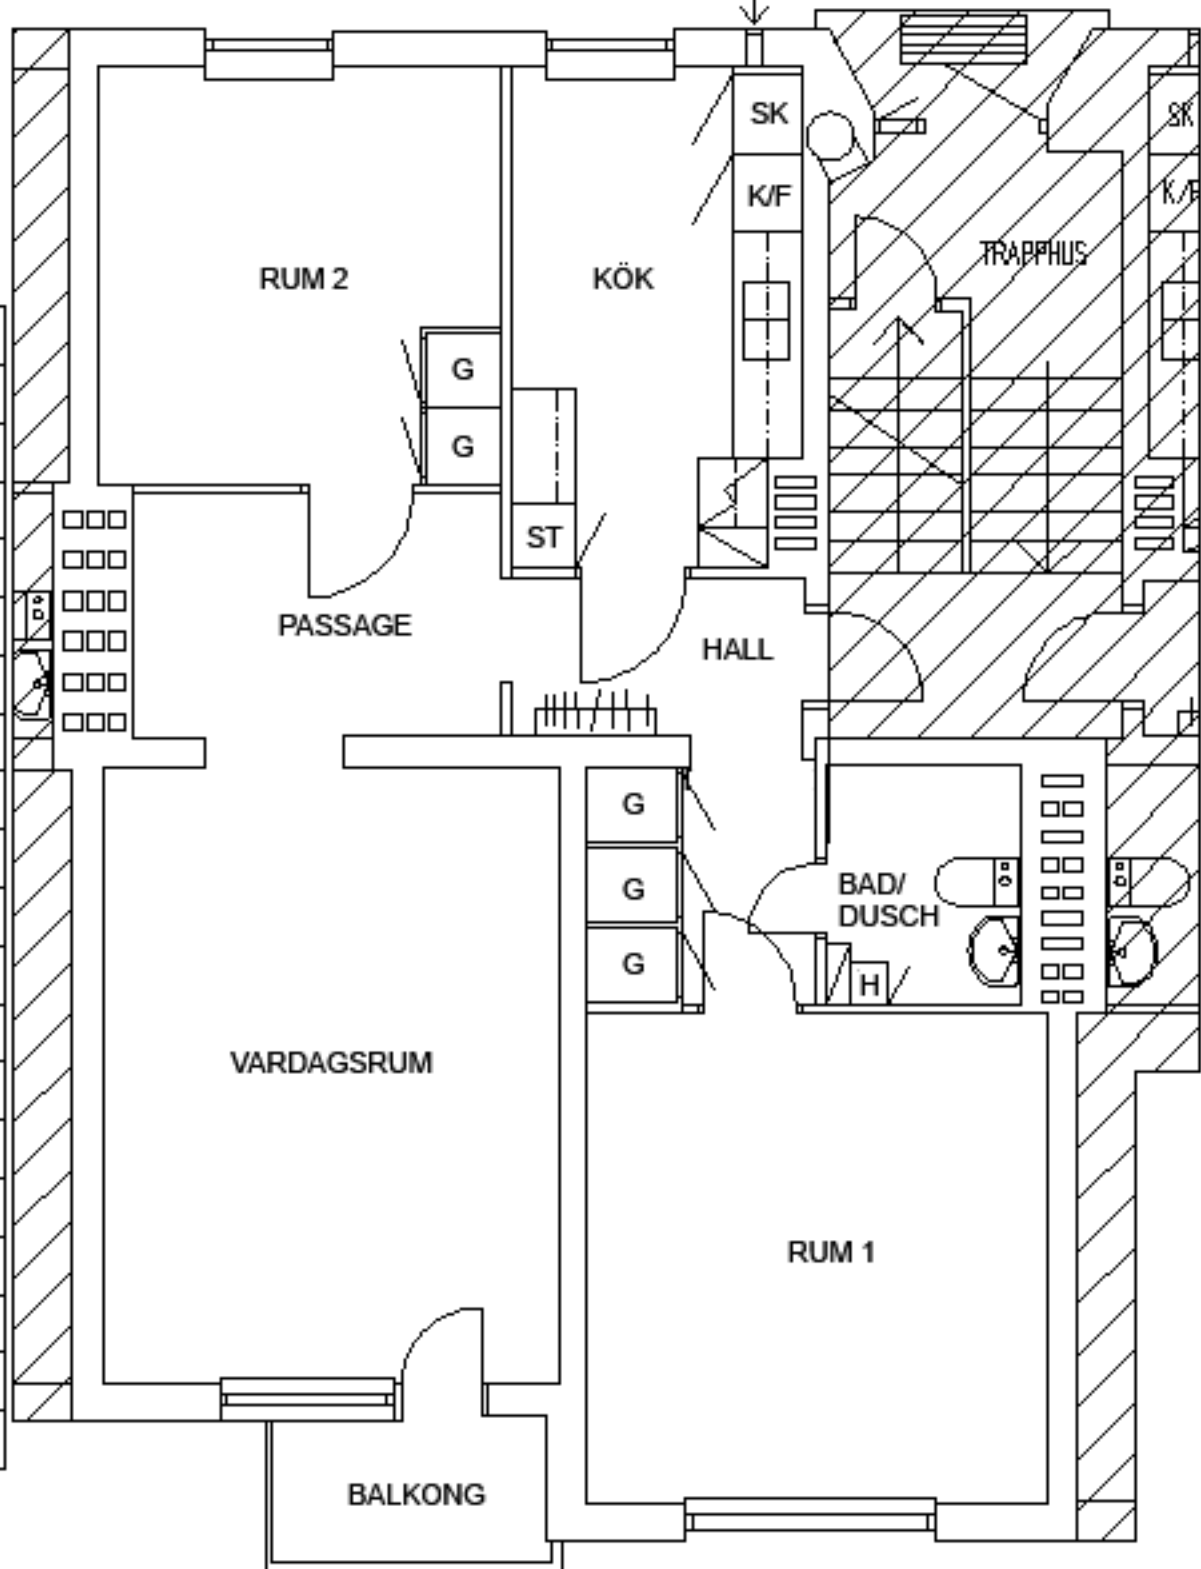 SK
SK
K/F
K/F
TRAPPHUS
RUM 2
KÖK
G
G
ST
PASSAGE
HALL
G
G
G
BAD/
DUSCH
H
VARDAGSRUM
RUM 1
BALKONG